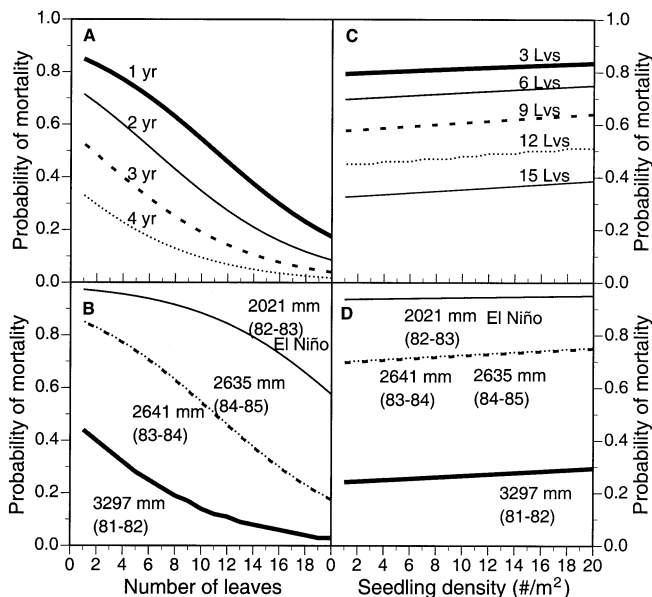 Probability of mortality
1.0
0.8
0.6
0.4
0.2
0.0
A
1 yr
2 yr
3 yr
4 yr
C
3 Lvs
6 Lvs
9 Lvs
12 Lvs
15 Lvs
1.0
0.8
0.6
0.4
0.2
0.0
Probability of mortality
Probability of mortality
0.8
0.6
0.4
0.2
0.0
B
2021 mm
(82-83)
El Niño
2635 mm
(84-85)
2641 mm
(83-84)
3297 mm
(81-82)
0 2 4 6 8 10 12 14 16 18
Number of leaves
D
2021 mm El Niño
(82-83)
2641 mm 2635 mm
(83-84) (84-85)
3297 mm
(81-82)
0 2 4 6 8 10 12 14 16 18 20
Seedling density (#/m²)
1.0
0.8
0.6
0.4
0.2
0.0
Probability of mortality